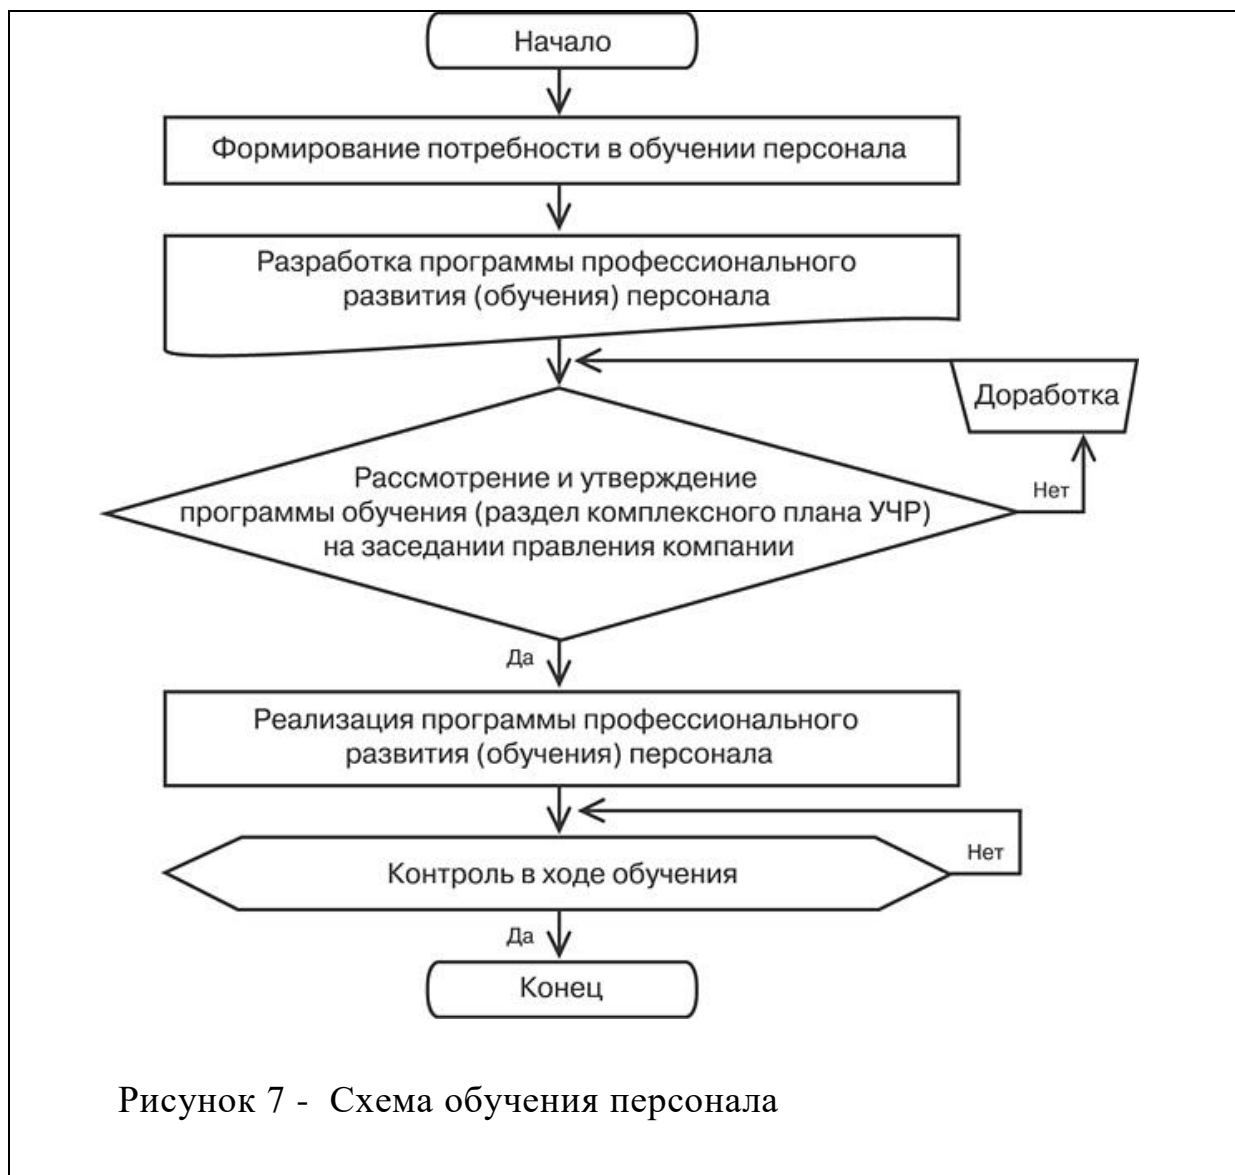 Начало
Формирование потребности в обучении персонала
Разработка программы профессионального
развития (обучения) персонала
Доработка
Рассмотрение и утверждение
программы обучения (раздел комплексного плана УЧР)
на заседании правления компании
Нет
Да
Реализация программы профессионального
развития (обучения) персонала
Нет
Контроль в ходе обучения
Да
Конец
Рисунок 7 - Схема обучения персонала